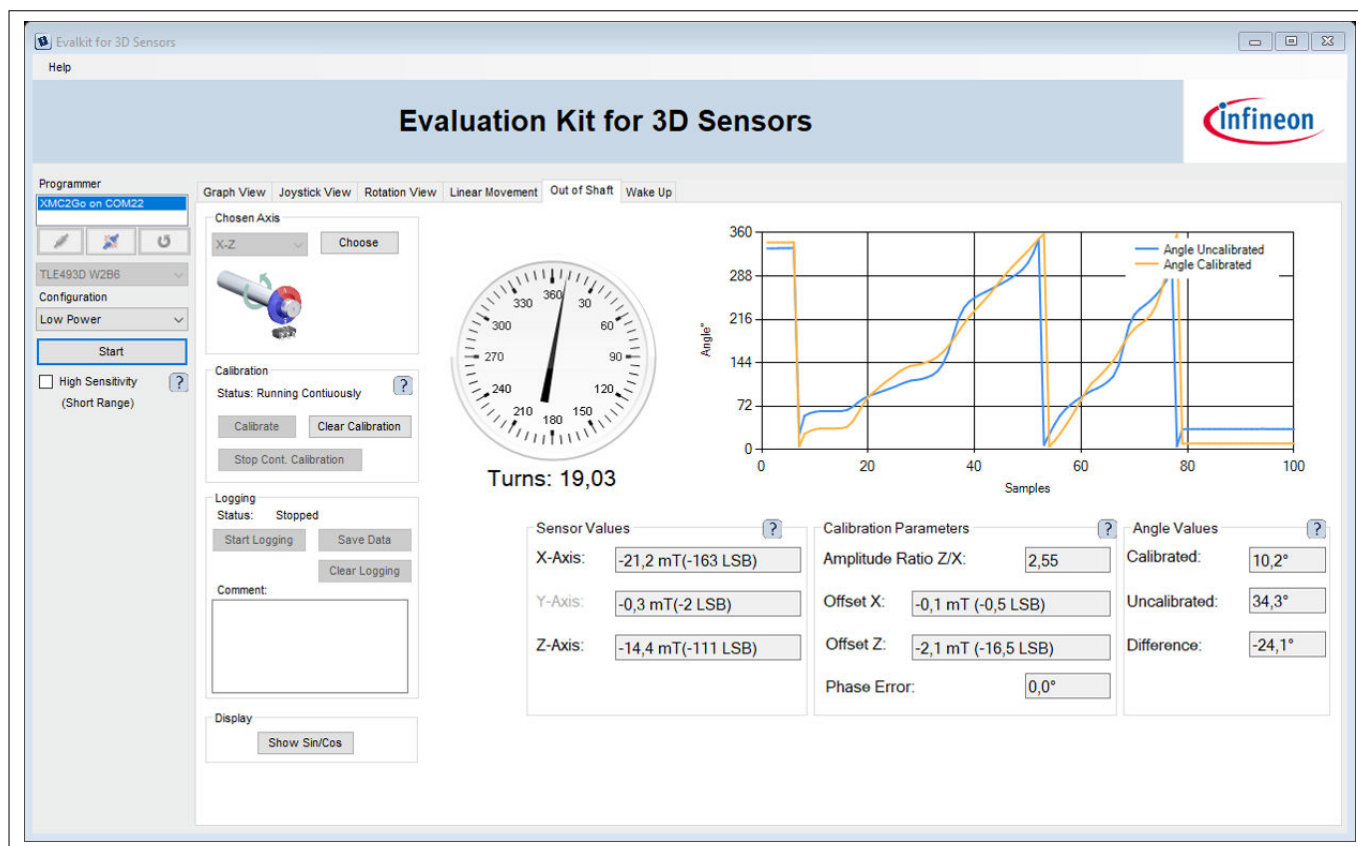 Evalkit for 3D Sensors
Help
Evaluation Kit for 3D Sensors
infineon
Programmer
XMC2Go on COM22
TLE493D W2B6
Configuration
Low Power
Start
High Sensitivity ?
(Short Range)
Graph View Joystick View Rotation View Linear Movement Out of Shaft Wake Up
Chosen Axis
X-Z Choose
Calibration
Status: Running Contiuously ?
Calibrate Clear Calibration
Stop Cont. Calibration
Logging
Status: Stopped
Start Logging Save Data
Clear Logging
Comment:
Display
Show Sin/Cos
360 30 60 90 120 150 180 210 240 270 300 330
Turns: 19,03
Angle°
360
288
216
144
72
0
0 20 40 60 80 100
Samples
Angle Uncalibrated
Angle Calibrated
Sensor Values ?
X-Axis: -21,2 mT(-163 LSB)
Y-Axis: -0,3 mT(-2 LSB)
Z-Axis: -14,4 mT(-111 LSB)
Calibration Parameters ?
Amplitude Ratio Z/X: 2,55
Offset X: -0,1 mT (-0,5 LSB)
Offset Z: -2,1 mT (-16,5 LSB)
Phase Error: 0,0°
Angle Values ?
Calibrated: 10,2°
Uncalibrated: 34,3°
Difference: -24,1°